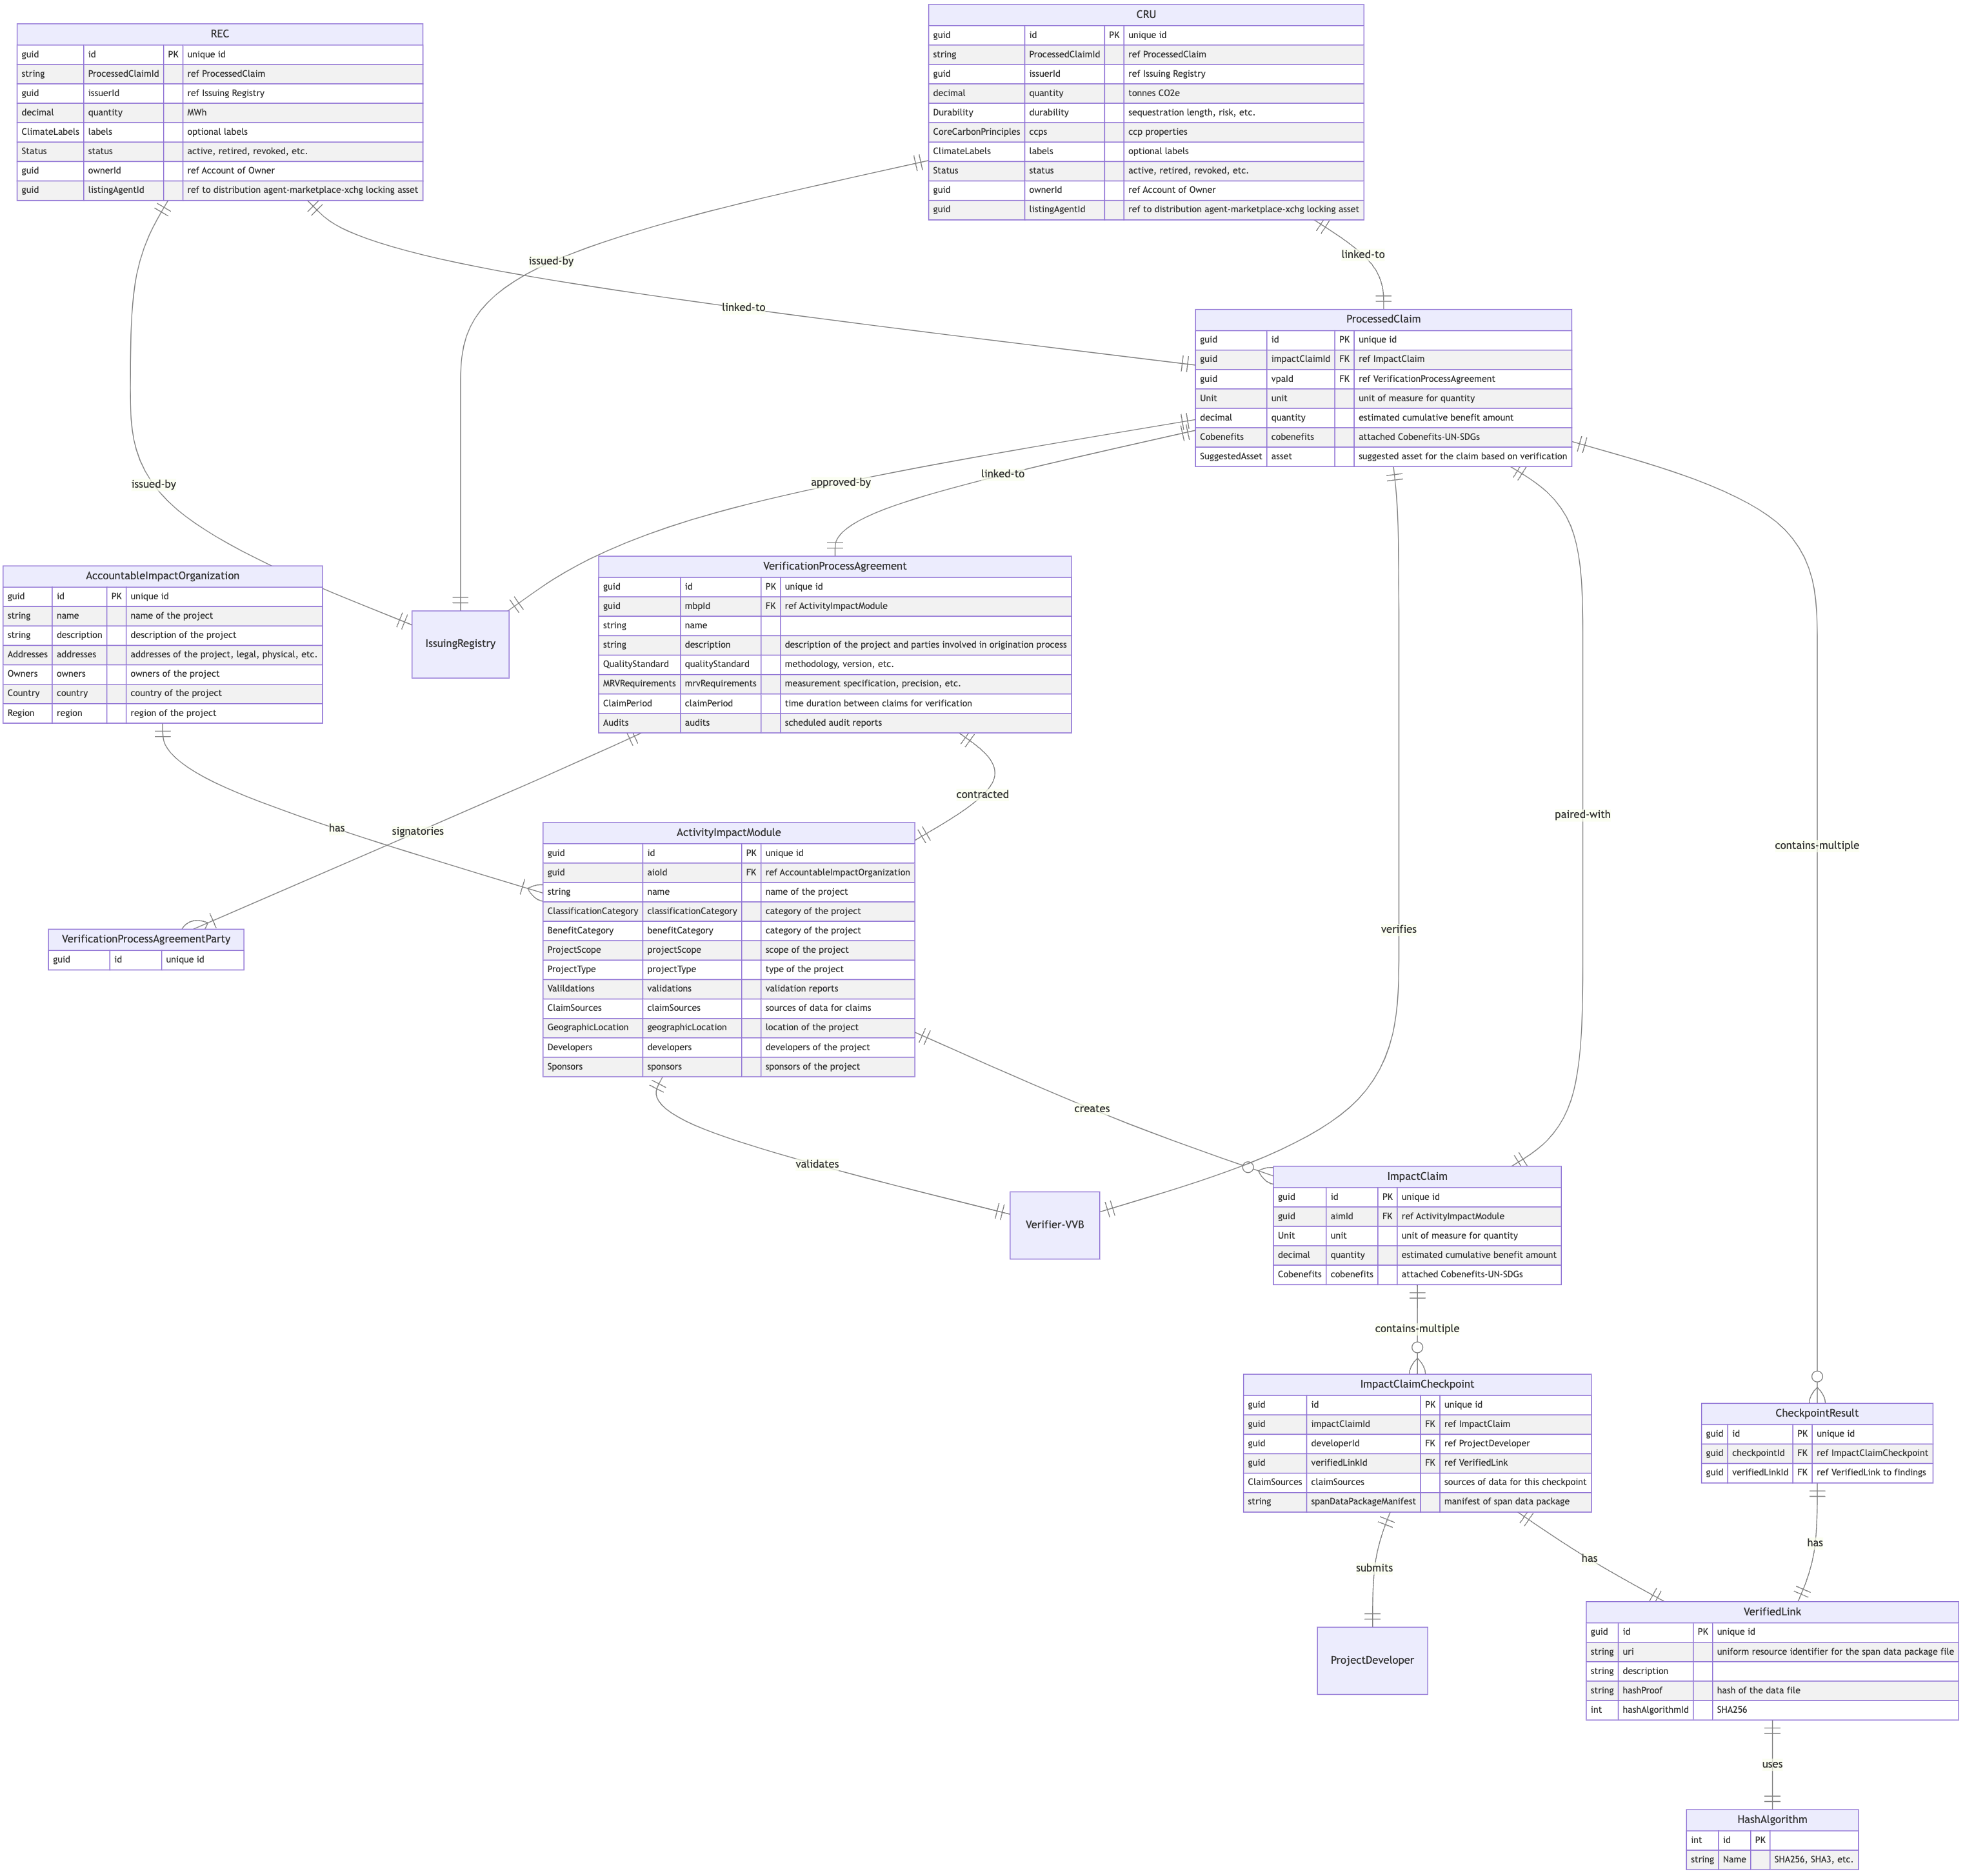 REC
guid id PK unique id
string ProcessedClaimId ref ProcessedClaim
guid issuerId ref Issuing Registry
decimal quantity MWh
ClimateLabels labels optional labels
Status status active, retired, revoked, etc.
guid ownerId ref Account of Owner
guid listingAgentId ref to distribution agent-marketplace-xchg locking asset
CRU
guid id PK unique id
string ProcessedClaimId ref ProcessedClaim
guid issuerId ref Issuing Registry
decimal quantity tonnes CO2e
Durability durability sequestration length, risk, etc.
CoreCarbonPrinciples ccps ccp properties
ClimateLabels labels optional labels
Status status active, retired, revoked, etc.
guid ownerId ref Account of Owner
guid listingAgentId ref to distribution agent-marketplace-xchg locking asset
issued-by
linked-to
linked-to
ProcessedClaim
guid id PK unique id
guid impactClaimId FK ref ImpactClaim
guid vpaId FK ref VerificationProcessAgreement
Unit unit unit of measure for quantity
decimal quantity estimated cumulative benefit amount
Cobenefits cobenefits attached Cobenefits-UN-SDGs
SuggestedAsset asset suggested asset for the claim based on verification
issued-by
approved-by
linked-to
AccountableImpactOrganization
guid id PK unique id
string name name of the project
string description description of the project
Addresses addresses addresses of the project, legal, physical, etc.
Owners owners owners of the project
Country country country of the project
Region region region of the project
IssuingRegistry
VerificationProcessAgreement
guid id PK unique id
guid mbpId FK ref ActivityImpactModule
string name
string description description of the project and parties involved in origination process
QualityStandard qualityStandard methodology, version, etc.
MRVRequirements mrvRequirements measurement specification, precision, etc.
ClaimPeriod claimPeriod time duration between claims for verification
Audits audits scheduled audit reports
has
signatories
contracted
paired-with
contains-multiple
verifies
VerificationProcessAgreementParty
guid id unique id
ActivityImpactModule
guid id PK unique id
guid aioId FK ref AccountableImpactOrganization
string name name of the project
ClassificationCategory classificationCategory category of the project
BenefitCategory benefitCategory category of the project
ProjectScope projectScope scope of the project
ProjectType projectType type of the project
Valildations validations validation reports
ClaimSources claimSources sources of data for claims
GeographicLocation geographicLocation location of the project
Developers developers developers of the project
Sponsors sponsors sponsors of the project
creates
validates
Verifier-VVB
ImpactClaim
guid id PK unique id
guid aimId FK ref ActivityImpactModule
Unit unit unit of measure for quantity
decimal quantity estimated cumulative benefit amount
Cobenefits cobenefits attached Cobenefits-UN-SDGs
contains-multiple
ImpactClaimCheckpoint
guid id PK unique id
guid impactClaimId FK ref ImpactClaim
guid developerId FK ref ProjectDeveloper
guid verifiedLinkId FK ref VerifiedLink
ClaimSources claimSources sources of data for this checkpoint
string spanDataPackageManifest manifest of span data package
CheckpointResult
guid id PK unique id
guid checkpointId FK ref ImpactClaimCheckpoint
guid verifiedLinkId FK ref VerifiedLink to findings
submits
has
has
ProjectDeveloper
VerifiedLink
guid id PK unique id
string uri uniform resource identifier for the span data package file
string description
string hashProof hash of the data file
int hashAlgorithmId SHA256
uses
HashAlgorithm
int id PK
string Name SHA256, SHA3, etc.